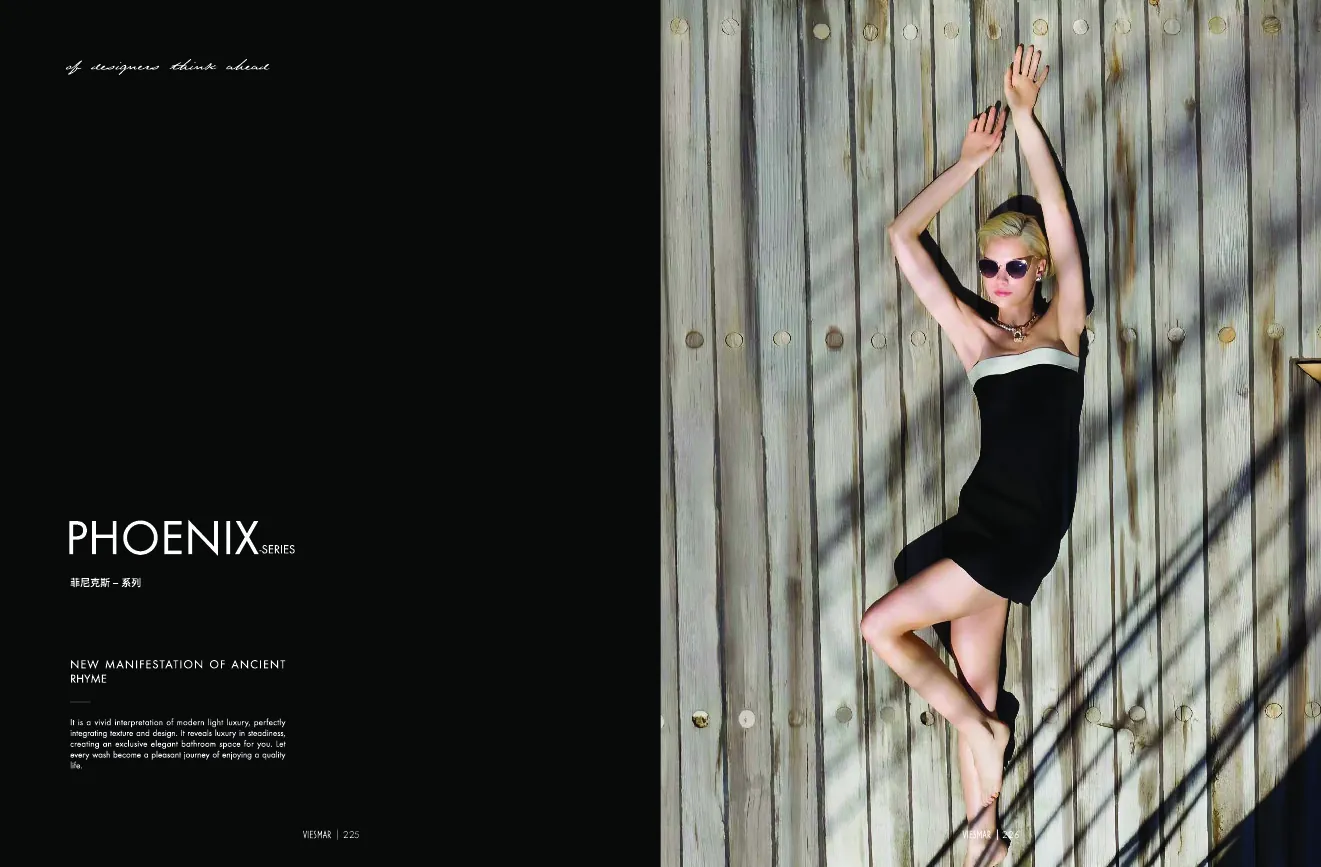 of designers think ahead
PHOENIX-SERIES
菲尼克斯 – 系列
NEW MANIFESTATION OF ANCIENT
RHYME
It is a vivid interpretation of modern light luxury, perfectly
integrating texture and design. It reveals luxury in steadiness,
creating an exclusive elegant bathroom space for you. Let
every wash become a pleasant journey of enjoying a quality
life.
VIESMAR | 225
VIESMAR | 226